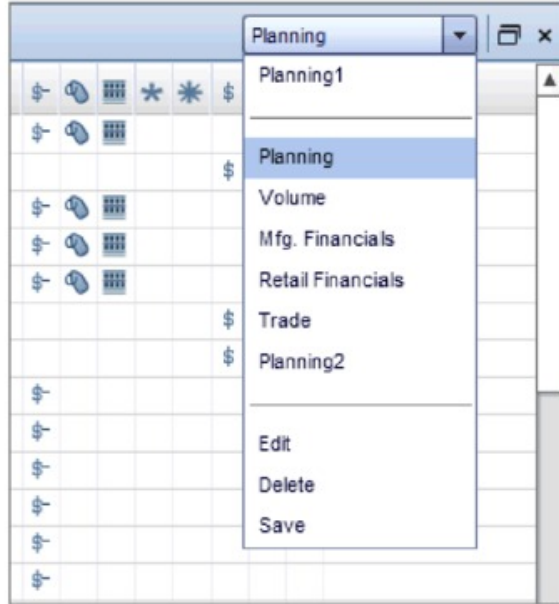 Planning
Planning1
$- $
$-
$
$-
$-
$-
$
$
$-
$-
$-
$-
$-
$-
Planning
Volume
Mfg. Financials
Retail Financials
Trade
Planning2
Edit
Delete
Save